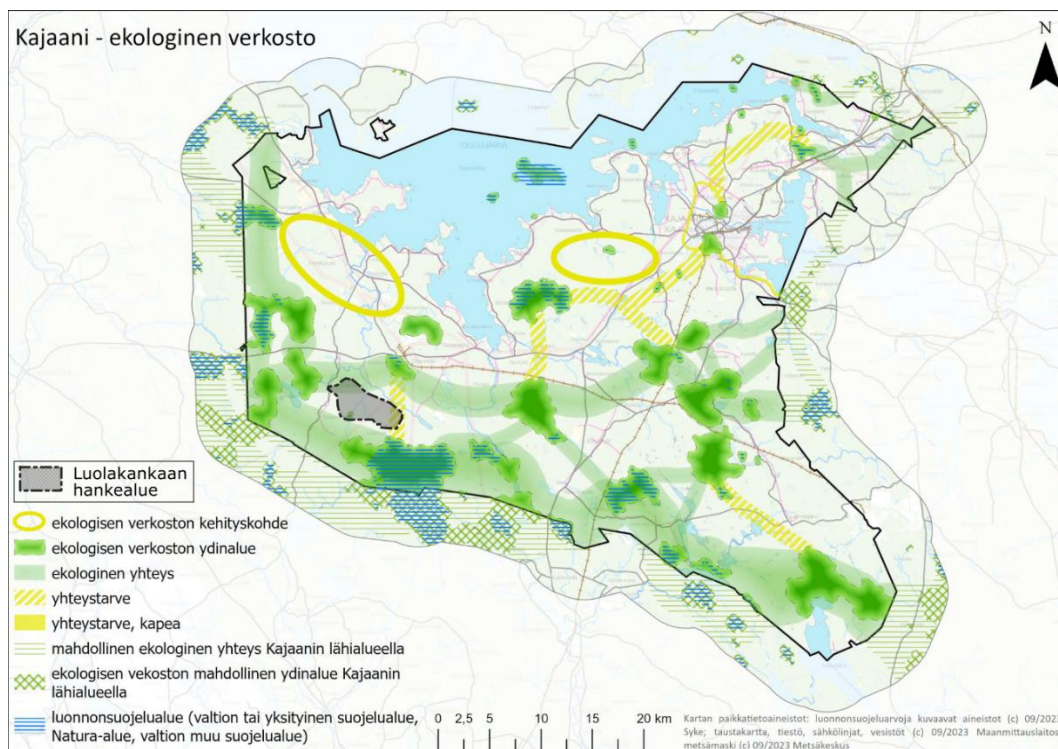 Kajaani - ekologinen verkosto
N
Luolakankaan
hankealue
ekologisen verkoston kehityskohde
ekologisen verkoston ydinalue
ekologinen yhteys
yhteystarve
yhteystarve, kapea
mahdollinen ekologinen yhteys Kajaanin lähialueella
ekologisen vekoston mahdollinen ydinalue Kajaanin
lähialueella
luonnonsuojelualue (valtion tai yksityinen suojelualue,
Natura-alue, valtion muu suojelualue)
0 2,5 5 10 15 20 km
Kartan paikkatietoaineistot: luonnonsuojeluarvoja kuvaavat aineistot (c) 09/2023
Syke; taustakartta, tiestö, sähkölinjat, vesistöt (c) 09/2023 Maanmittauslaitos
metsämaski (c) 09/2023 Metsäkeskus